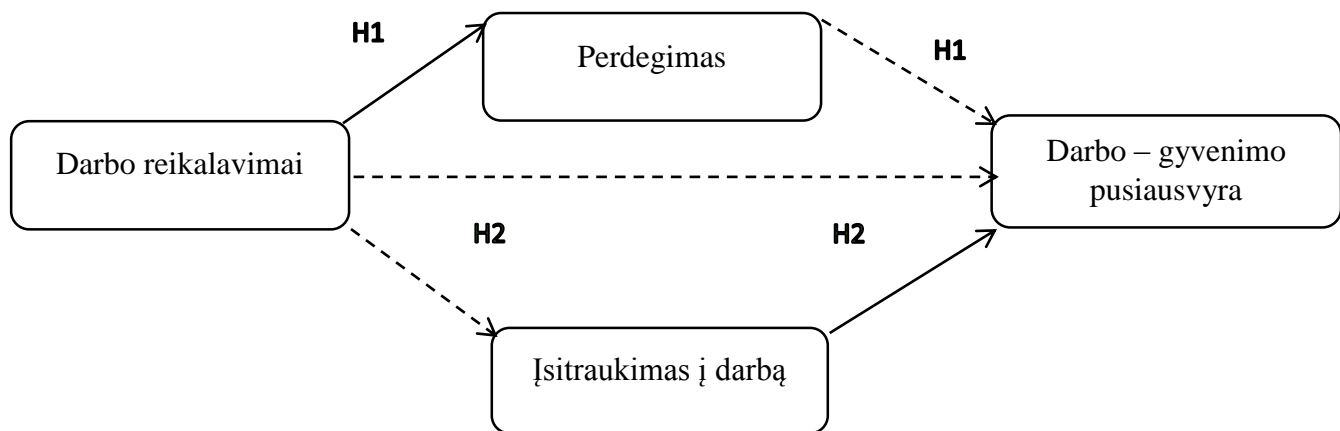 H1
Perdegimas
H1
Darbo reikalavimai
Darbo – gyvenimo
pusiausvyra
H2
H2
Įsitraukimas į darbą